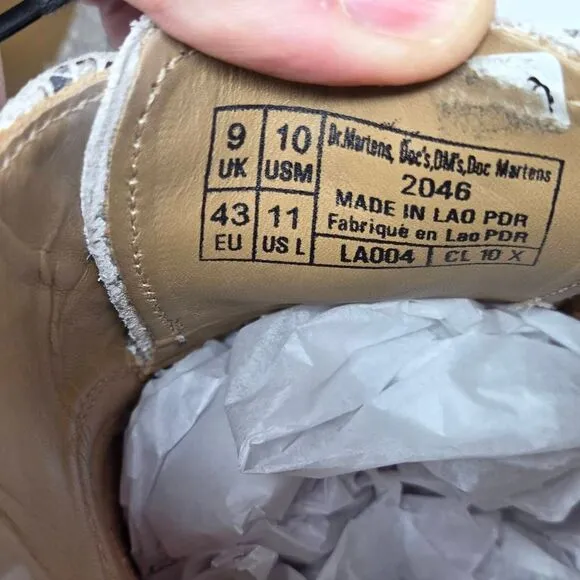 9 UK
10 USM
43 EU
11 US L
Dr.Martens, Doc's,DM's,Doc Martens
2046
MADE IN LAO PDR
Fabriqué en Lao PDR
LA004 CL 10 X